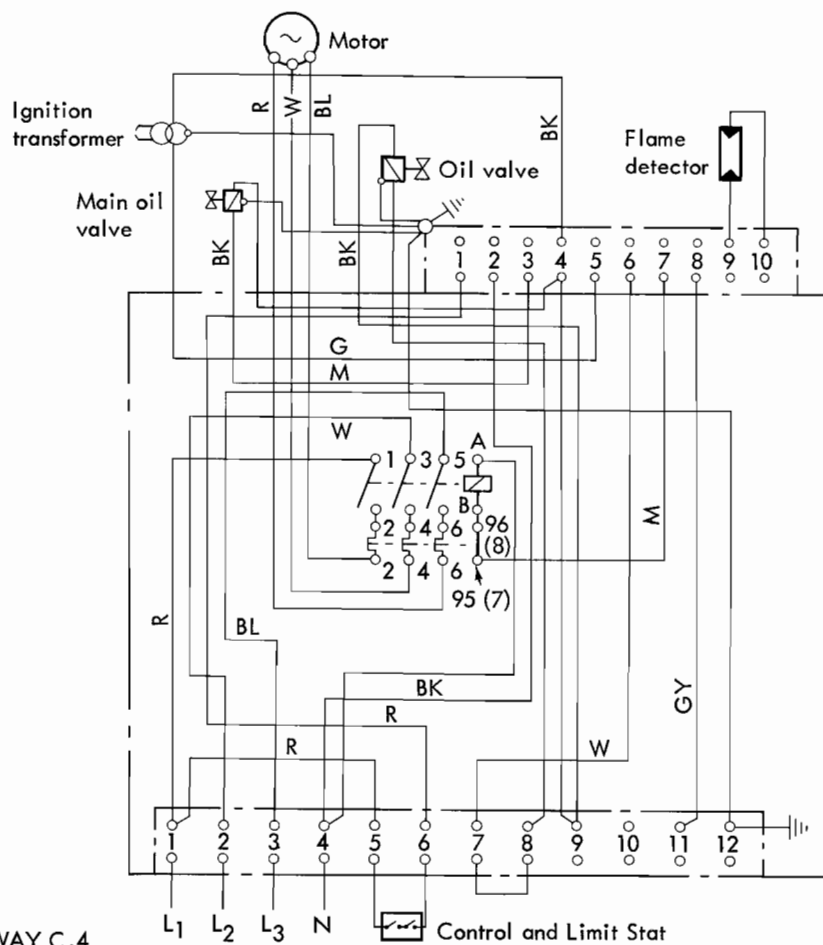 Motor
R
W
BL
Ignition
transformer
BK
Flame
detector
Oil valve
Main oil
valve
BK
BK
1 2 3 4 5 6 7 8 9 10
G
M
W
A
1 3 5
B
2 4 6 96
(8)
M
2 4 6
95 (7)
R
BL
GY
BK
R
R
W
1 2 3 4 5 6 7 8 9 10 11 12
L1 L2 L3 N
Control and Limit Stat
WAY C.4